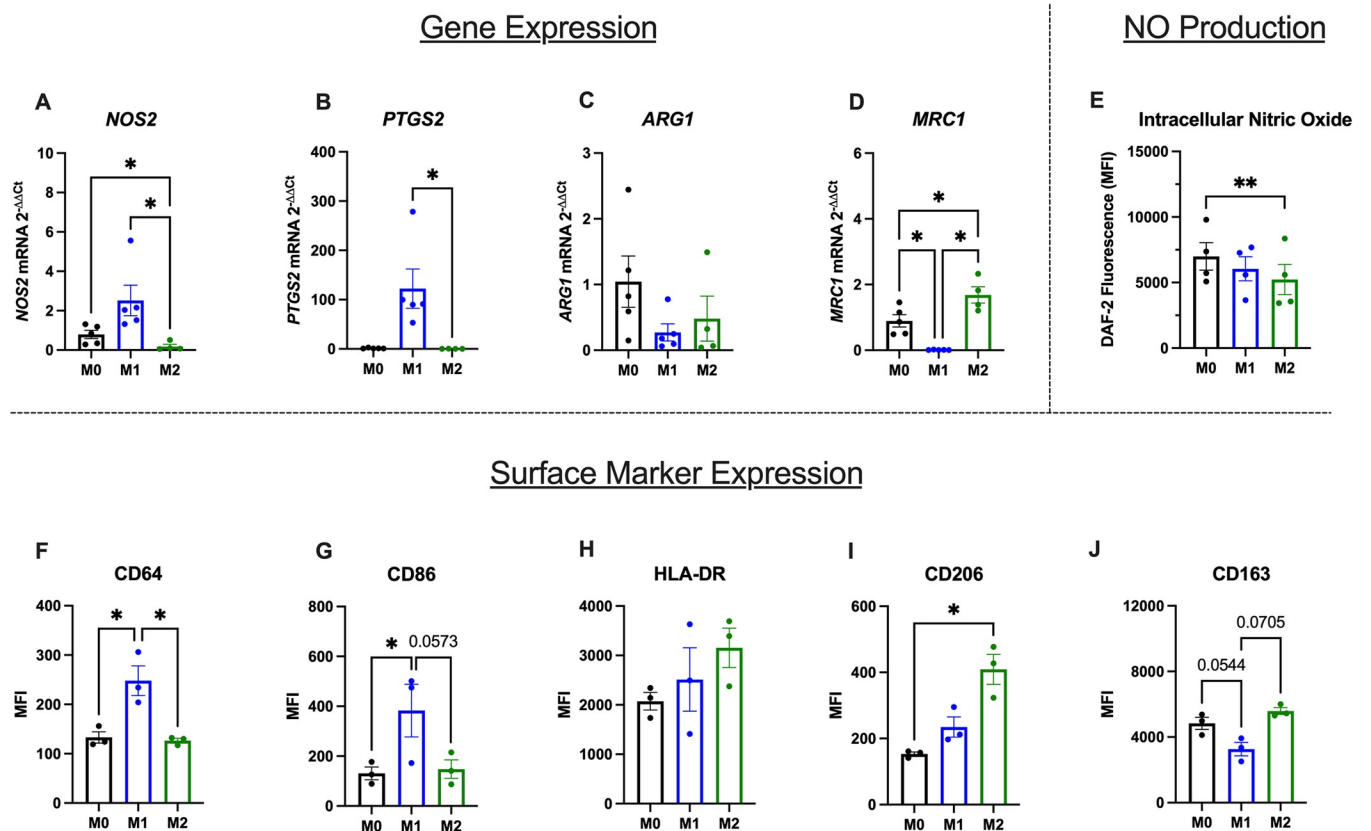 Gene Expression
NO Production
A
NOS2
NOS2 mRNA 2-ΔΔCt
10
8
6
4
2
0
*
*
M0 M1 M2
B
PTGS2
PTGS2 mRNA 2-ΔΔCt
400
300
200
100
0
*
M0 M1 M2
C
ARG1
ARG1 mRNA 2-ΔΔCt
3
2
1
0
M0 M1 M2
D
MRC1
MRC1 mRNA 2-ΔΔCt
6
4
2
0
*
* *
M0 M1 M2
E
Intracellular Nitric Oxide
DAF-2 Fluorescence (MFI)
15000
10000
5000
0
**
M0 M1 M2
Surface Marker Expression
F
CD64
MFI
400
300
200
100
0
* *
M0 M1 M2
G
CD86
MFI
800
600
400
200
0
* 0.0573
M0 M1 M2
H
HLA-DR
MFI
4000
3000
2000
1000
0
M0 M1 M2
I
CD206
MFI
600
400
200
0
*
M0 M1 M2
J
CD163
MFI
12000
8000
4000
0
0.0705
0.0544
M0 M1 M2